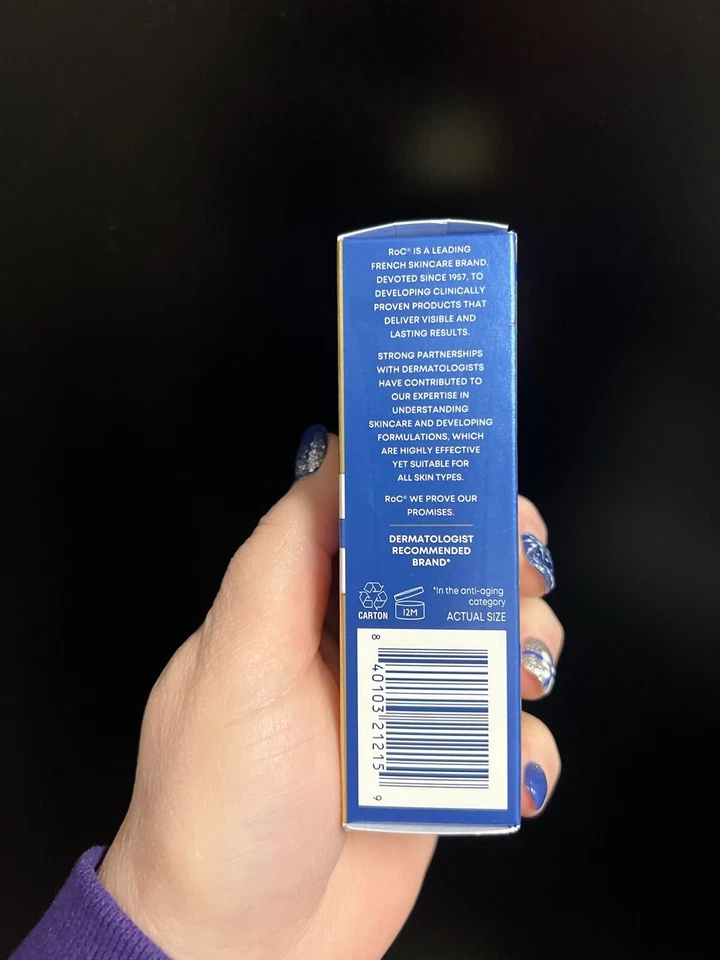 RoC® IS A LEADING
FRENCH SKINCARE BRAND,
DEVOTED SINCE 1957, TO
DEVELOPING CLINICALLY
PROVEN PRODUCTS THAT
DELIVER VISIBLE AND
LASTING RESULTS.
STRONG PARTNERSHIPS
WITH DERMATOLOGISTS
HAVE CONTRIBUTED TO
OUR EXPERTISE IN
UNDERSTANDING
SKINCARE AND DEVELOPING
FORMULATIONS, WHICH
ARE HIGHLY EFFECTIVE
YET SUITABLE FOR
ALL SKIN TYPES.
RoC® WE PROVE OUR
PROMISES.
DERMATOLOGIST
RECOMMENDED
BRAND*
*In the anti-aging
category
CARTON
12M
ACTUAL SIZE
8 40103 21215 9